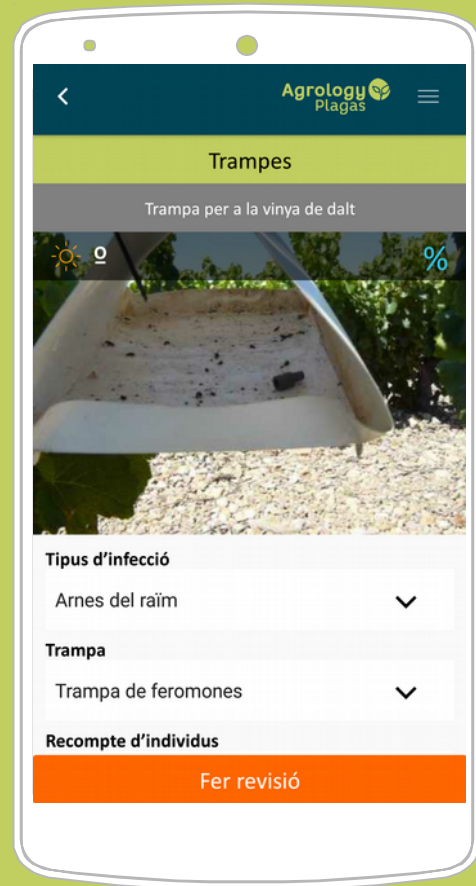 Agrology
Plagas
Trampes
Trampa per a la vinya de dalt
º %
Tipus d’infecció
Arnes del raïm
Trampa
Trampa de feromones
Recompte d’individus
Fer revisió